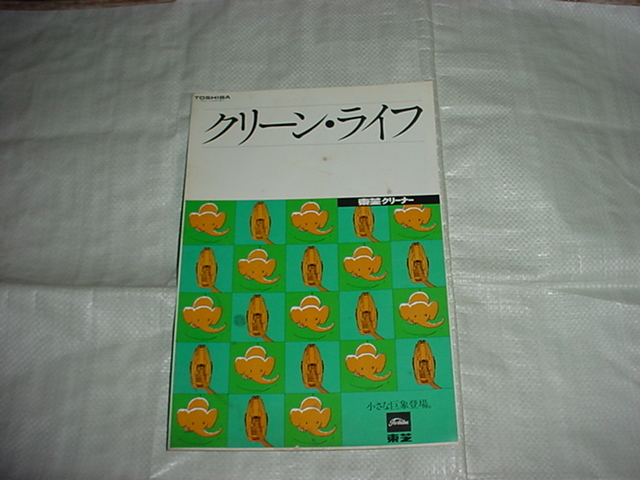 TOSHIBA
クリーン・ライフ
東芝クリーナー
小さな巨象登場。
Toshiba
東芝